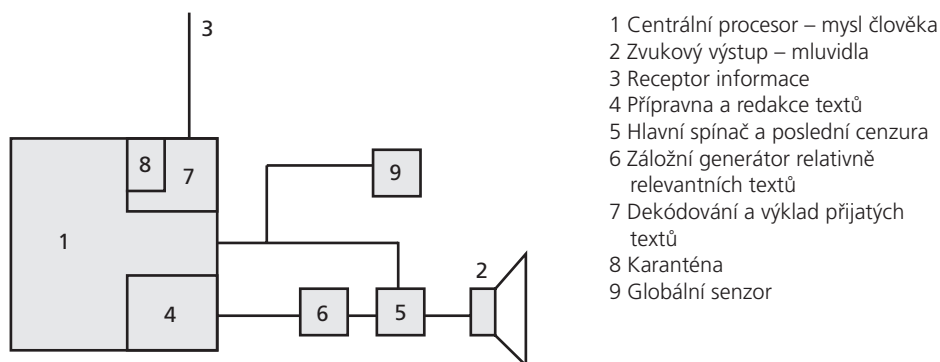 3
8
7
9
1
2
4
6
5
1 Centrální procesor – mysl člověka
2 Zvukový výstup – mluvidla
3 Receptor informace
4 Přípravna a redakce textů
5 Hlavní spínač a poslední cenzura
6 Záložní generátor relativně
relevantních textů
7 Dekódování a výklad přijatých
textů
8 Karanténa
9 Globální senzor